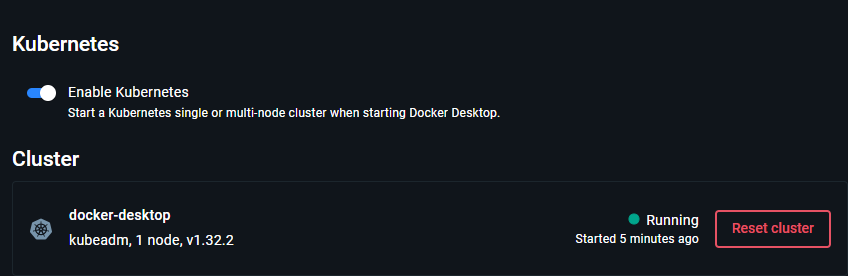 Kubernetes
Enable Kubernetes
Start a Kubernetes single or multi-node cluster when starting Docker Desktop.
Cluster
docker-desktop
kubeadm, 1 node, v1.32.2
Running
Started 5 minutes ago
Reset cluster